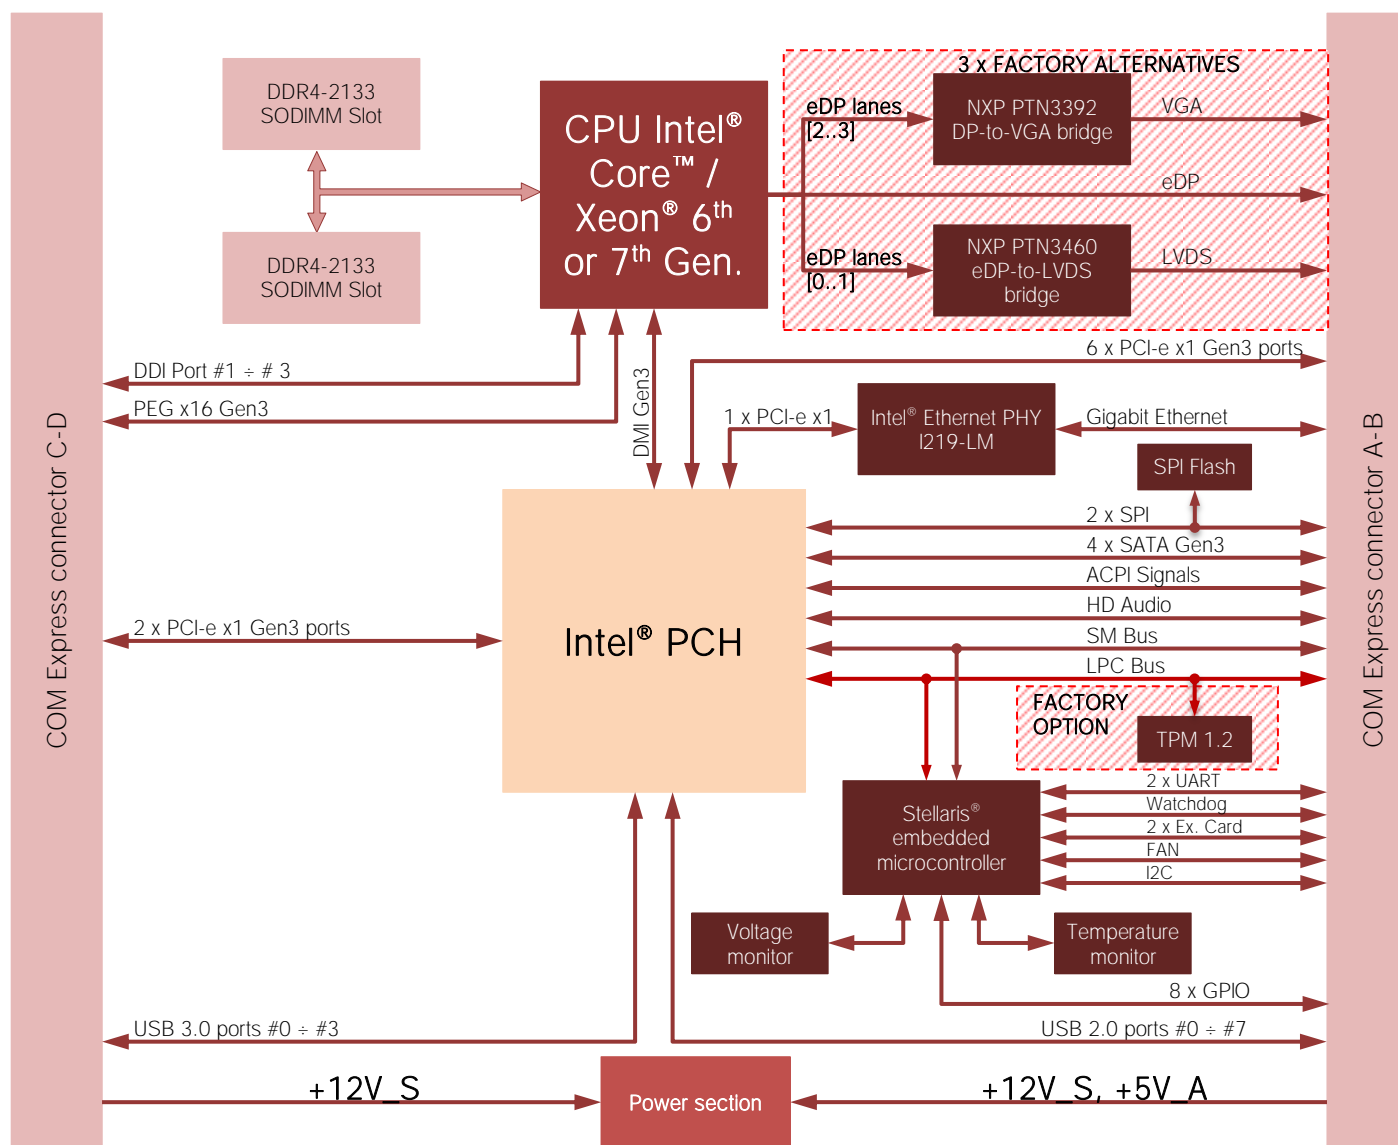 3 x FACTORY ALTERNATIVES
DDR4-2133
SODIMM Slot
CPU Intel®
Core™ /
Xeon® 6th
or 7th Gen.
eDP lanes
[2..3]
NXP PTN3392
DP-to-VGA bridge
VGA
eDP
DDR4-2133
SODIMM Slot
eDP lanes
[0..1]
NXP PTN3460
eDP-to-LVDS
bridge
LVDS
DDI Port #1 ÷ # 3
PEG x16 Gen3
DMI Gen3
6 x PCI-e x1 Gen3 ports
1 x PCI-e x1
Intel® Ethernet PHY
I219-LM
Gigabit Ethernet
SPI Flash
COM Express connector C-D
COM Express connector A-B
2 x SPI
4 x SATA Gen3
ACPI Signals
HD Audio
SM Bus
LPC Bus
2 x PCI-e x1 Gen3 ports
Intel® PCH
FACTORY
OPTION
TPM 1.2
Stellaris®
embedded
microcontroller
2 x UART
Watchdog
2 x Ex. Card
FAN
I2C
Voltage
monitor
Temperature
monitor
8 x GPIO
USB 3.0 ports #0 ÷ #3
USB 2.0 ports #0 ÷ #7
+12V_S
Power section
+12V_S, +5V_A